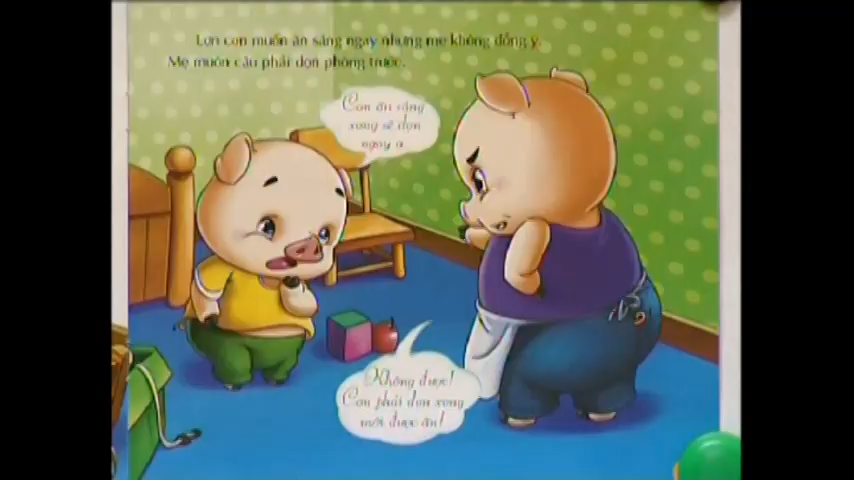 Lợn con muốn ăn sáng ngay nhưng mẹ không đồng ý.
Mẹ muốn cậu phải dọn phòng trước.
Con ăn sáng
xong sẽ dọn
ngay ạ
Không được!
Con phải dọn xong
mới được ăn!